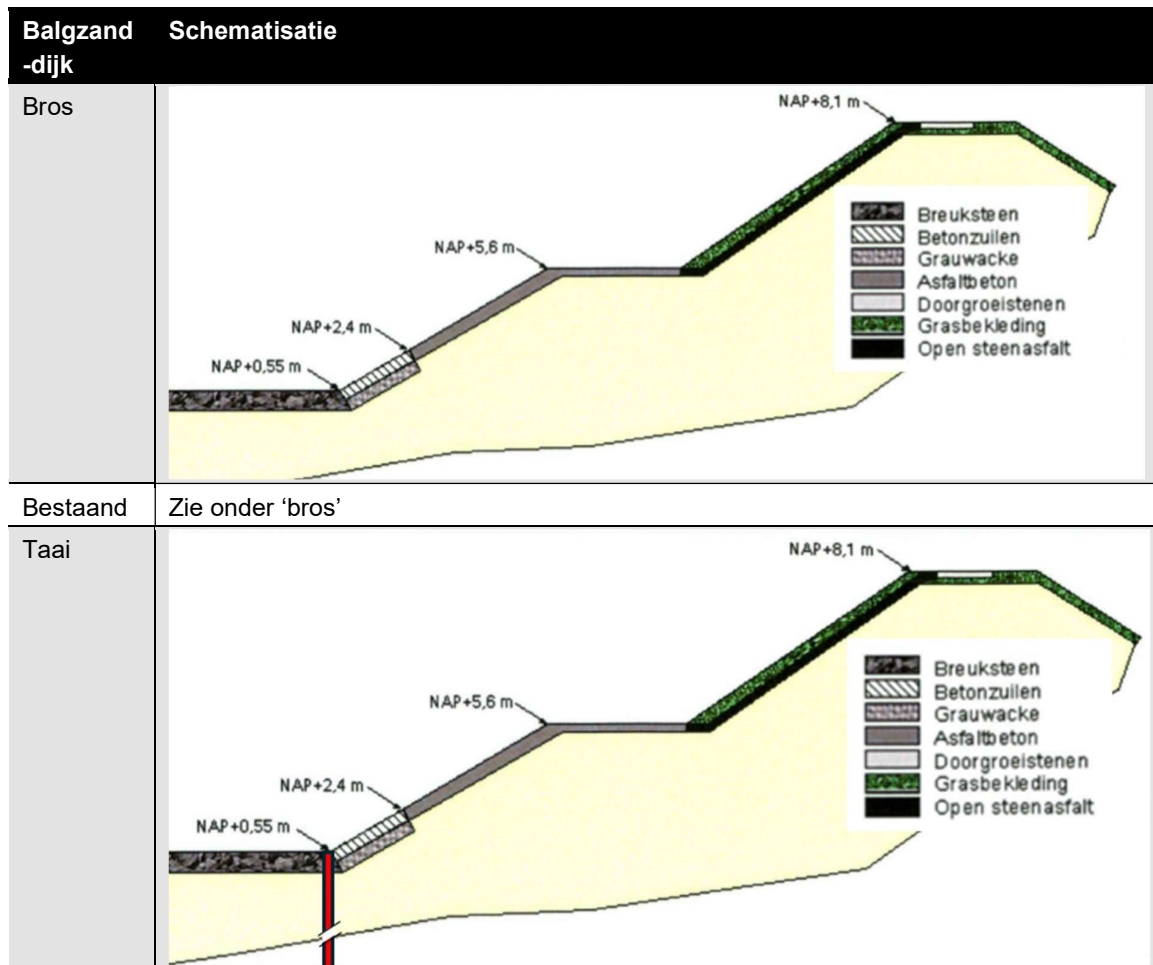 Balgzand
-dijk
Schematisatie
Bros
NAP+8,1 m
NAP+5,6 m
NAP+2,4 m
NAP+0,55 m
Breuksteen
Betonzuilen
Grauwacke
Asfaltbeton
Doorgroeistenen
Grasbekleding
Open steenasfalt
Bestaand
Zie onder ‘bros’
Taai
NAP+8,1 m
NAP+5,6 m
NAP+2,4 m
NAP+0,55 m
Breuksteen
Betonzuilen
Grauwacke
Asfaltbeton
Doorgroeistenen
Grasbekleding
Open steenasfalt